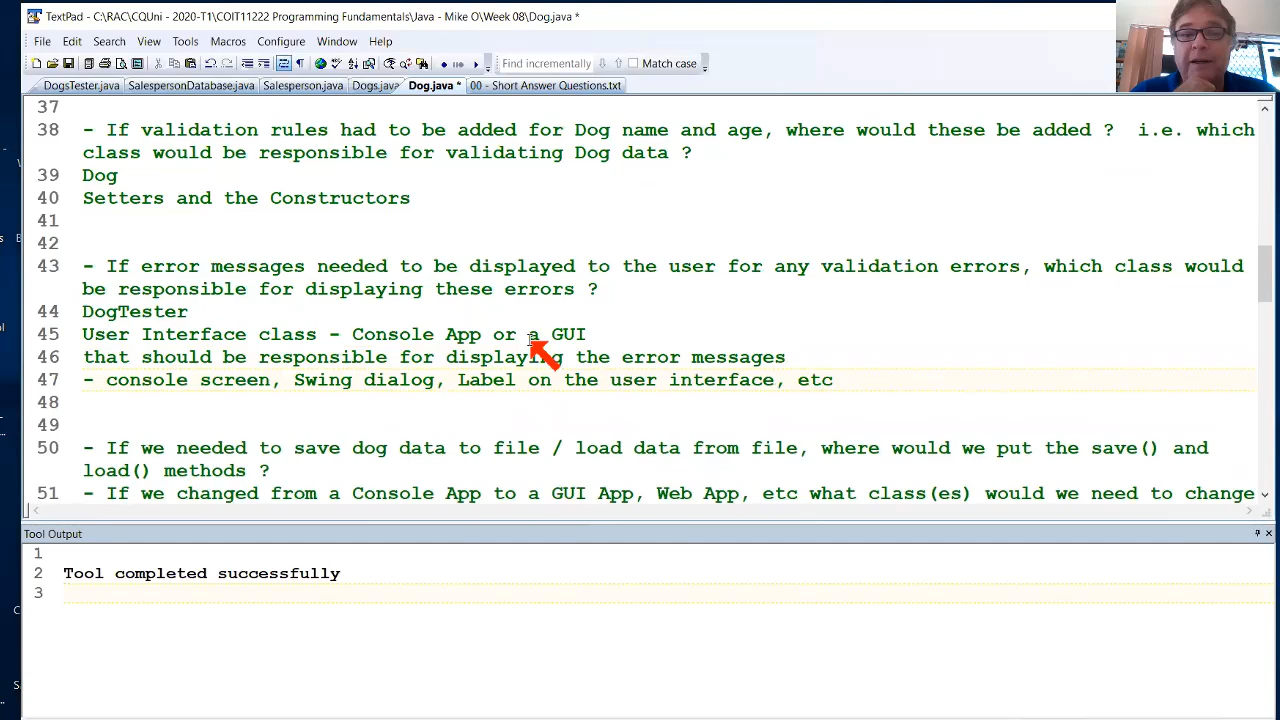 TextPad - C:\RAC\CQUni - 2020-T1\COIT11222 Programming Fundamentals\Java - Mike O\Week 08\Dog.java *
File Edit Search View Tools Macros Configure Window Help
Find incrementally Match case
DogsTester.java SalespersonDatabase.java Salesperson.java Dogs.java Dog.java * 00 - Short Answer Questions.txt
37
38 - If validation rules had to be added for Dog name and age, where would these be added ? i.e. which
class would be responsible for validating Dog data ?
39 Dog
40 Setters and the Constructors
41
42
43 - If error messages needed to be displayed to the user for any validation errors, which class would
be responsible for displaying these errors ?
44 DogTester
45 User Interface class - Console App or a GUI
46 that should be responsible for displaying the error messages
47 - console screen, Swing dialog, Label on the user interface, etc
48
49
50 - If we needed to save dog data to file / load data from file, where would we put the save() and
load() methods ?
51 - If we changed from a Console App to a GUI App, Web App, etc what class(es) would we need to change
Tool Output
1
2 Tool completed successfully
3